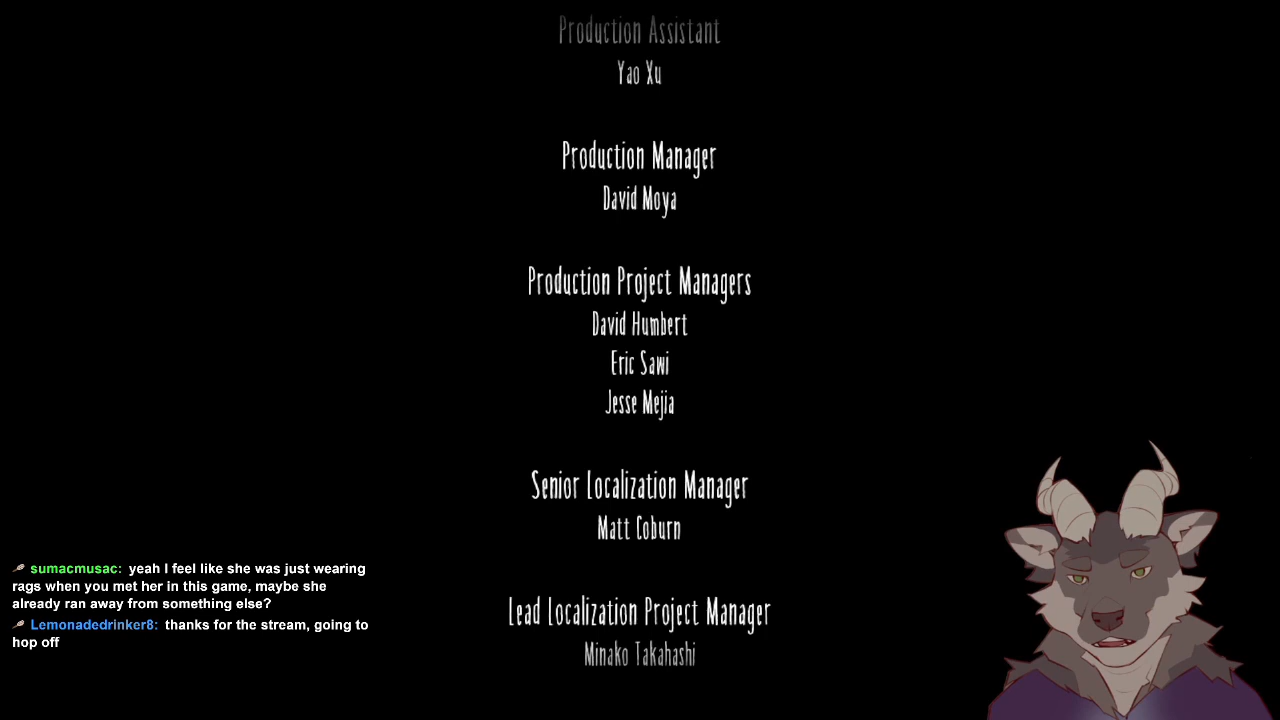 Production Assistant
Yao Xu
Production Manager
David Moya
Production Project Managers
David Humbert
Eric Sawi
Jesse Mejia
Senior Localization Manager
Matt Coburn
Lead Localization Project Manager
Minako Takahashi
sumacmusac: yeah I feel like she was just wearing
rags when you met her in this game, maybe she
already ran away from something else?
Lemonadedrinker8: thanks for the stream, going to
hop off